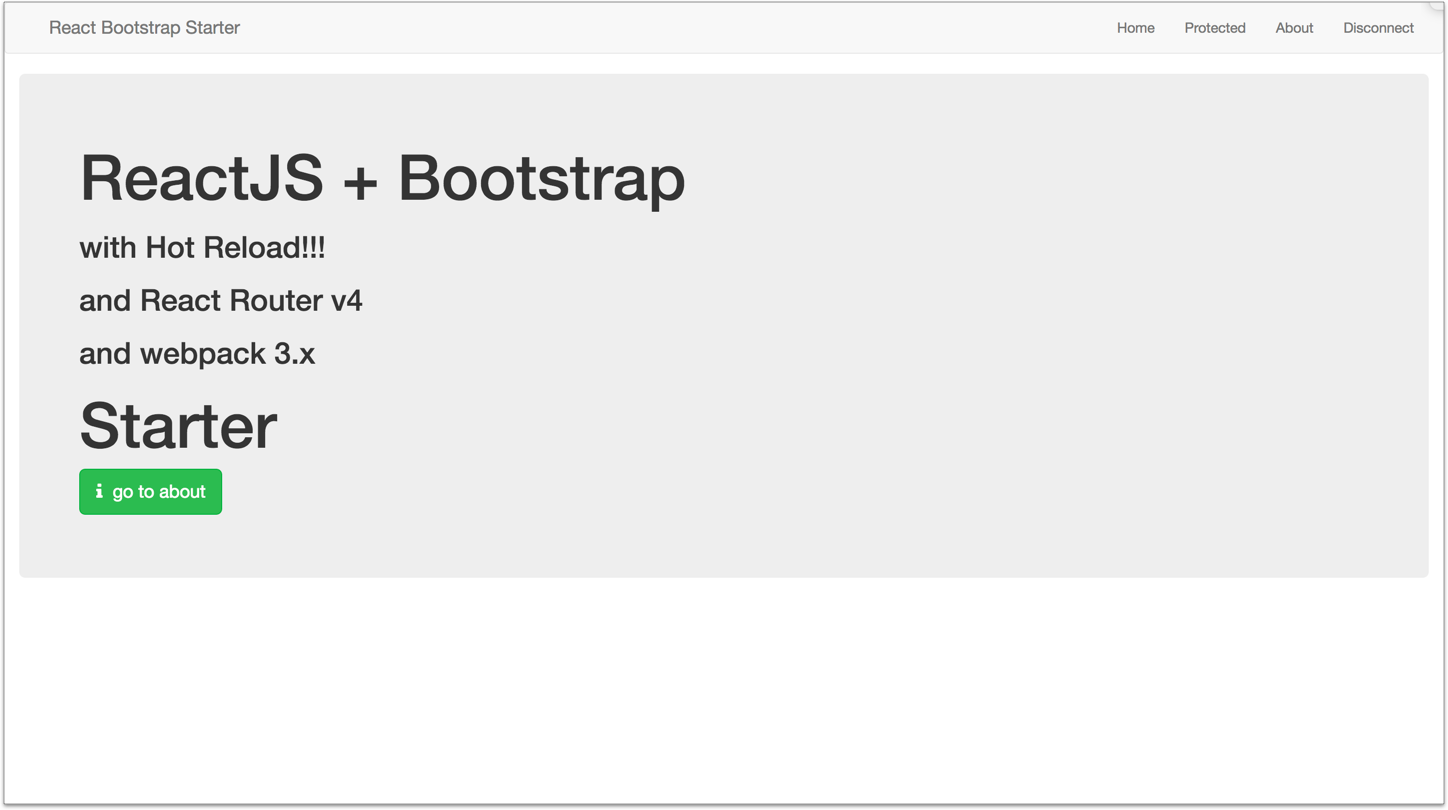 React Bootstrap Starter
Home Protected About Disconnect
ReactJS + Bootstrap
with Hot Reload!!!
and React Router v4
and webpack 3.x
Starter
go to about